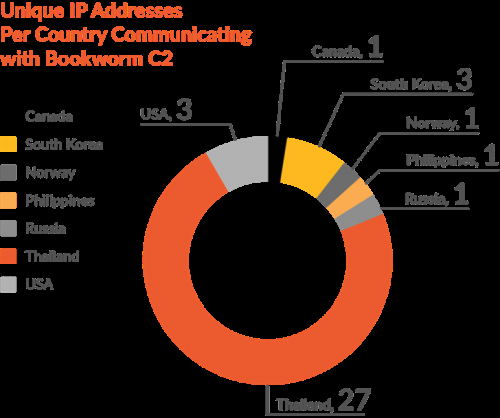 Unique IP Addresses
Per Country Communicating
with Bookworm C2
Canada, 1
South Korea, 3
USA, 3
Norway, 1
Philippines, 1
Russia, 1
Canada
South Korea
Norway
Philippines
Russia
Thailand
USA
Thailand, 27